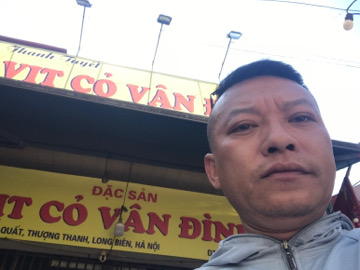 Thanh Tuyết
VỊT CỎ VÂN Đ
ĐẶC SẢN
ỊT CỎ VÂN ĐÌN
QUẤT, THƯỢNG THANH, LONG BIÊN, HÀ NỘI